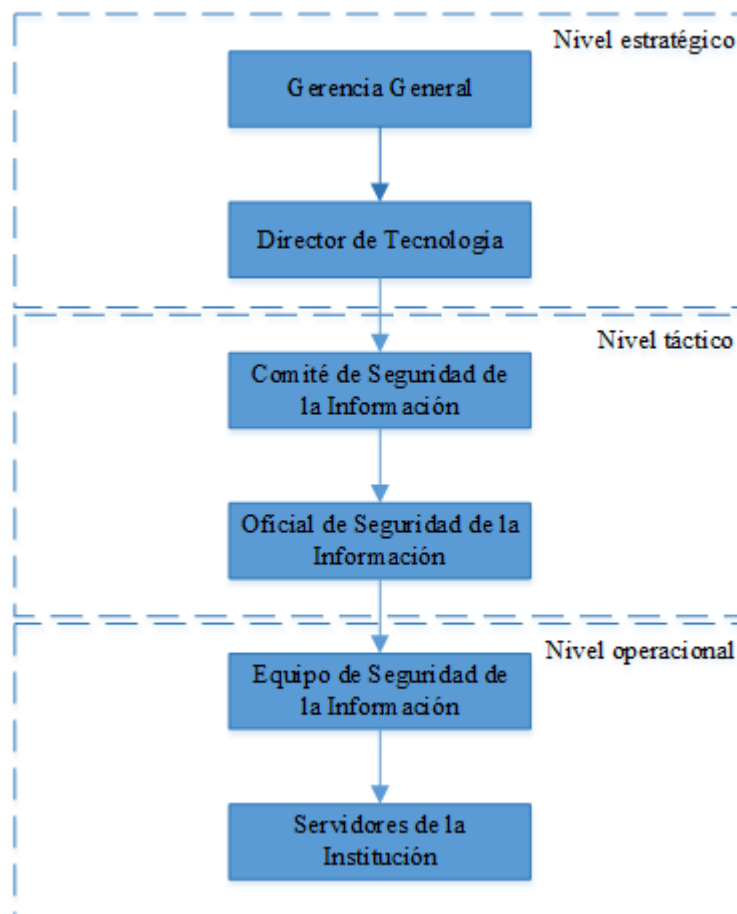 Nivel estratégico
Gerencia General
Director de Tecnología
Nivel táctico
Comité de Seguridad de
la Información
Oficial de Seguridad de la
Información
Nivel operacional
Equipo de Seguridad de
la Información
Servidores de la
Institución